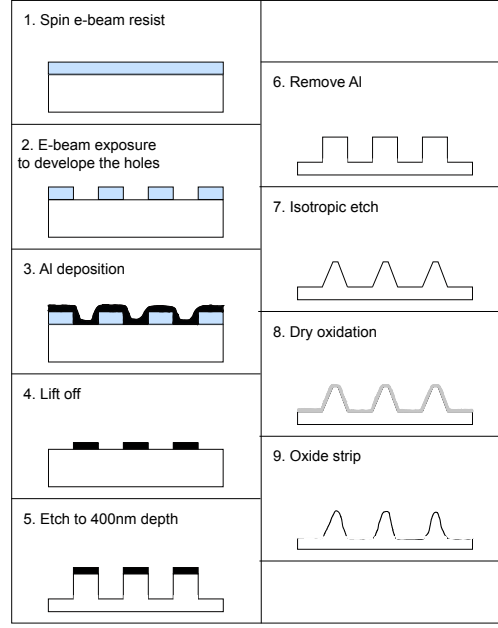 1. Spin e-beam resist
2. E-beam exposure
to develope the holes
3. Al deposition
4. Lift off
5. Etch to 400nm depth
6. Remove Al
7. Isotropic etch
8. Dry oxidation
9. Oxide strip